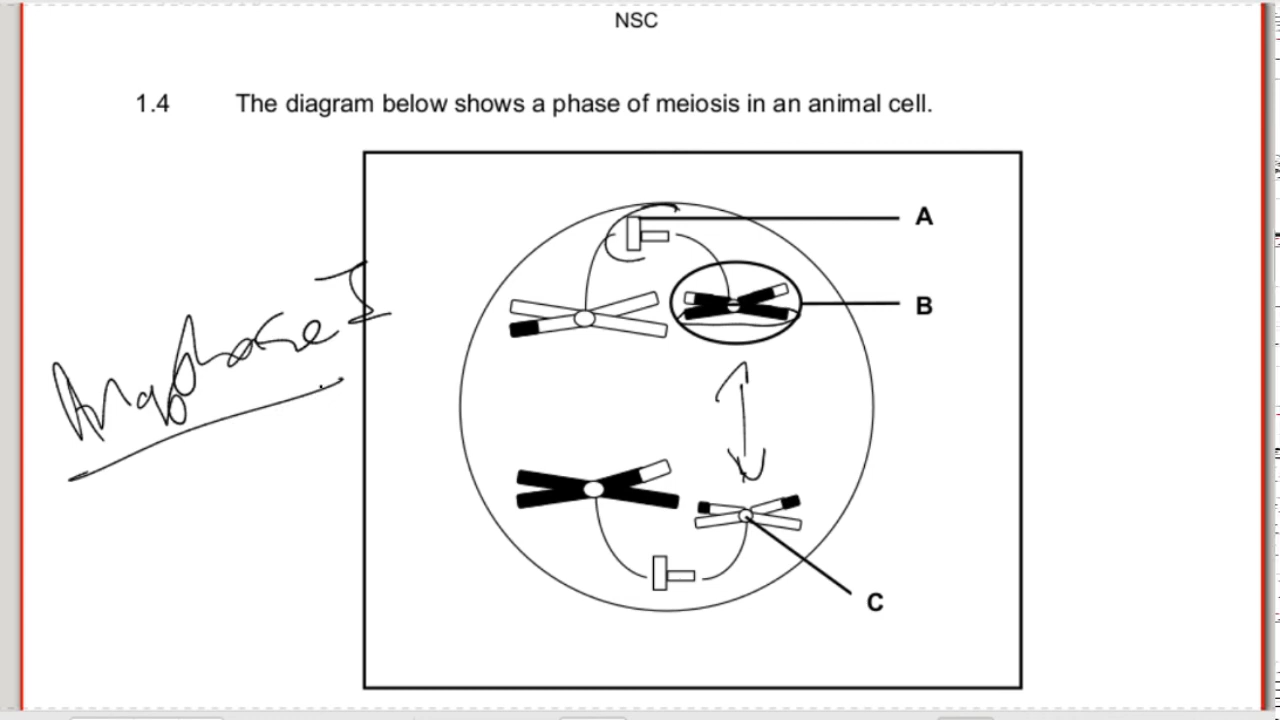 NSC
1.4 The diagram below shows a phase of meiosis in an animal cell.
A
B
Anaphase I
C